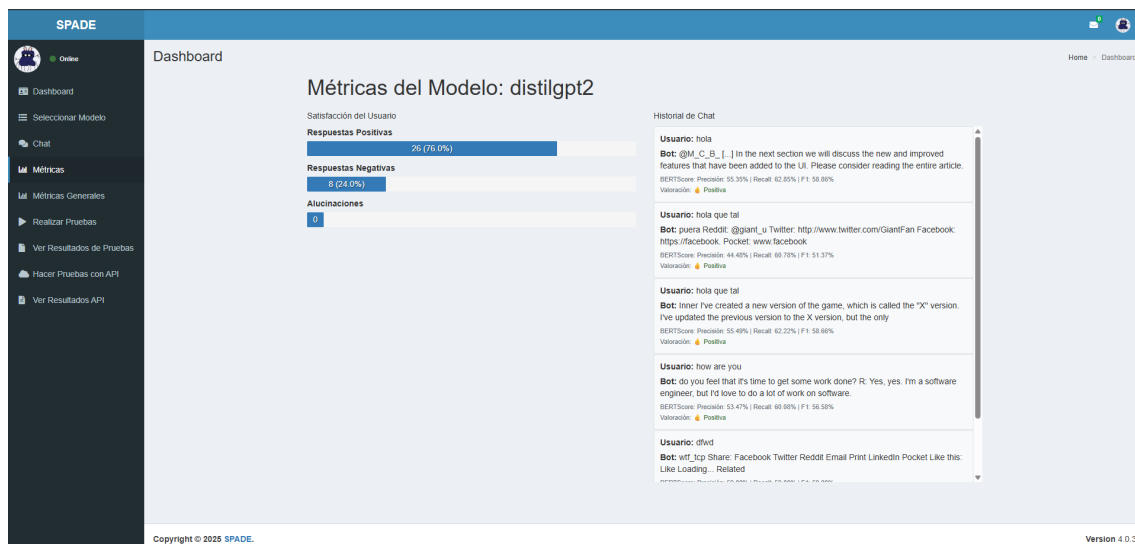 SPADE
0
Online
Dashboard
Seleccionar Modelo
Chat
Métricas
Métricas Generales
Realizar Pruebas
Ver Resultados de Pruebas
Hacer Pruebas con API
Ver Resultados API
Dashboard
Home
Dashboard
Métricas del Modelo: distilgpt2
Satisfacción del Usuario
Respuestas Positivas
26 (76.0%)
Respuestas Negativas
8 (24.0%)
Alucinaciones
0
Historial de Chat
Usuario: hola
Bot: @M_C_B_ [...] In the next section we will discuss the new and improved
features that have been added to the UI. Please consider reading the entire article.
BERTScore: Precisión: 55.35% | Recall: 62.85% | F1: 58.86%
Valoración: Positiva
Usuario: hola que tal
Bot: puera Reddit: @giant_u Twitter: http://www.twitter.com/GiantFan Facebook:
https://facebook. Pocket: www.facebook
BERTScore: Precisión: 44.48% | Recall: 60.78% | F1: 51.37%
Valoración: Positiva
Usuario: hola que tal
Bot: Inner I've created a new version of the game, which is called the "X" version.
I've updated the previous version to the X version, but the only
BERTScore: Precisión: 55.49% | Recall: 62.22% | F1: 58.66%
Valoración: Positiva
Usuario: how are you
Bot: do you feel that it's time to get some work done? R: Yes, yes. I'm a software
engineer, but I'd love to do a lot of work on software.
BERTScore: Precisión: 53.47% | Recall: 60.08% | F1: 56.58%
Valoración: Positiva
Usuario: dfwd
Bot: wtf_tcp Share: Facebook Twitter Reddit Email Print LinkedIn Pocket Like this:
Like Loading... Related
Copyright © 2025 SPADE.
Version 4.0.3